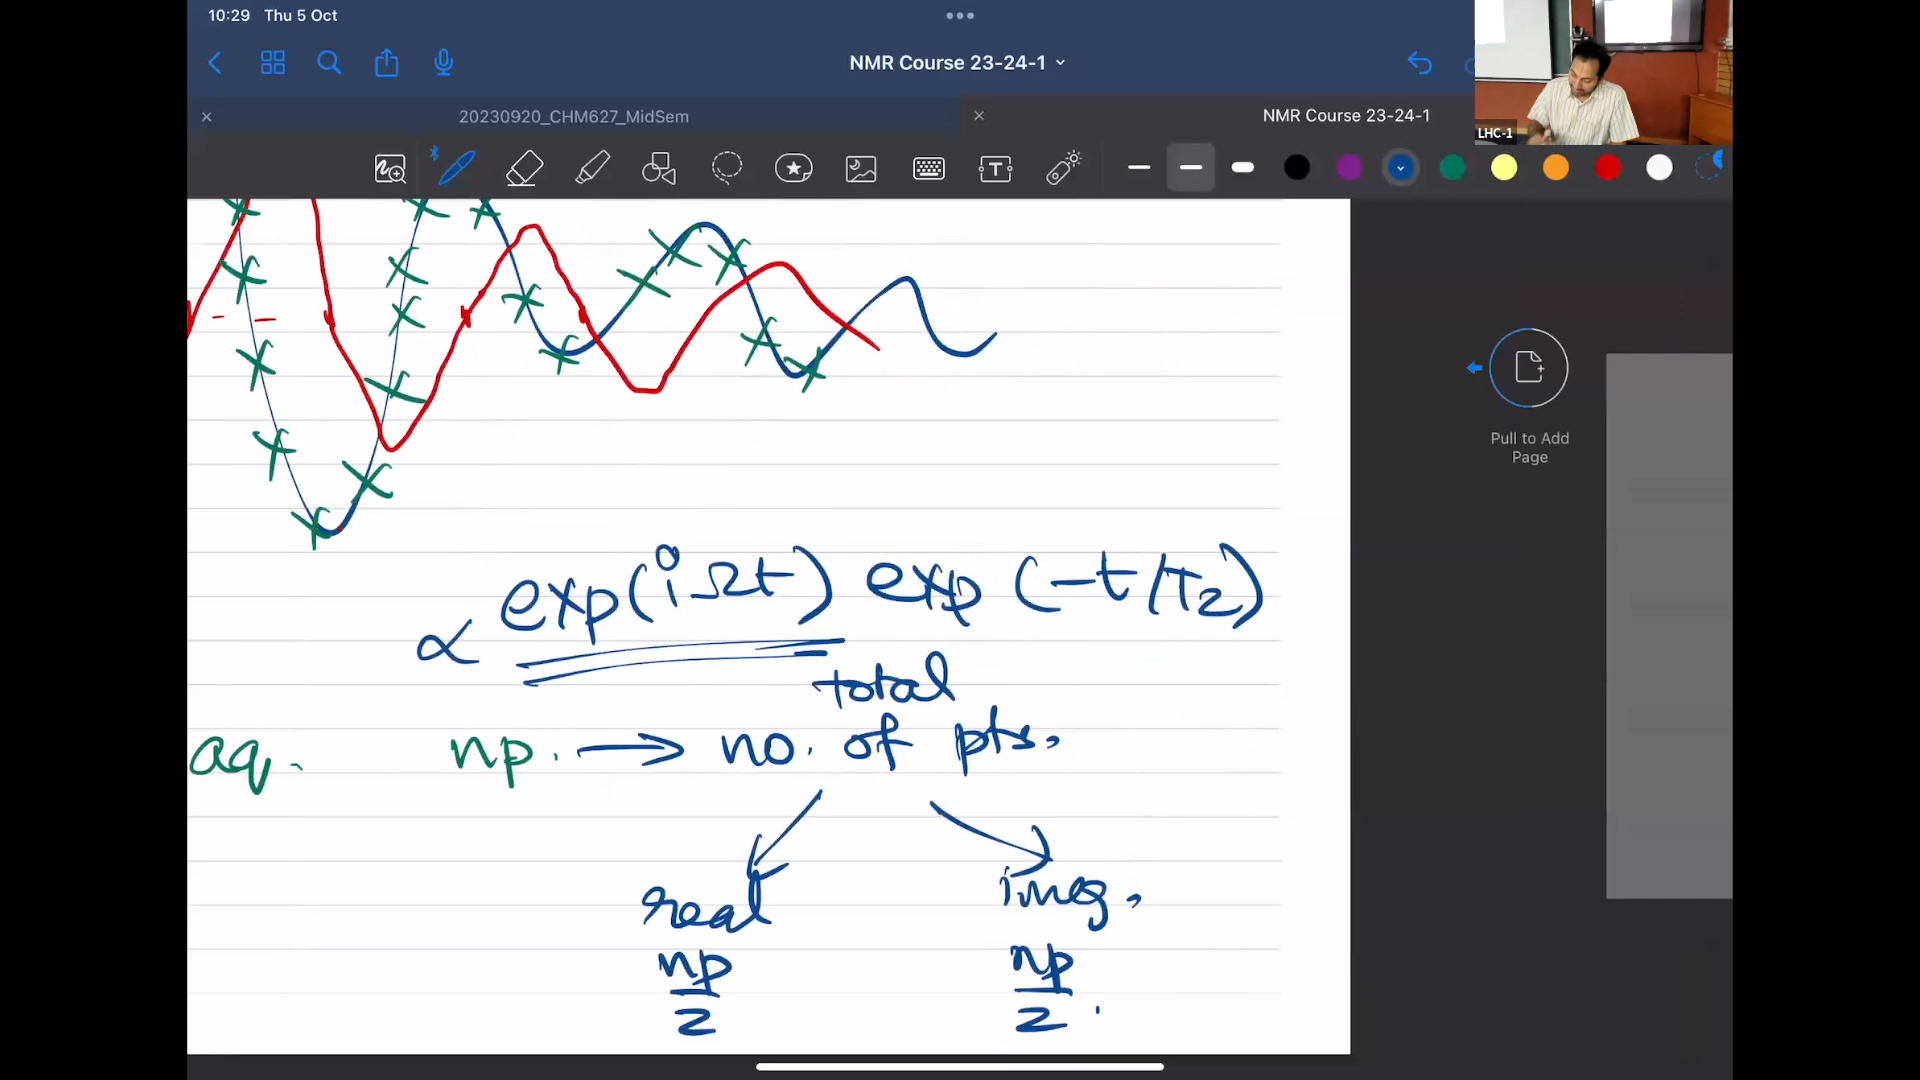 10:29 Thu 5 Oct
NMR Course 23-24-1
20230920_CHM627_MidSem
NMR Course 23-24-1
LHC-1
T
Pull to Add
Page
∝ exp(iΩt) exp(-t/T₂)
total
aq. np. → no. of pts.
real imag.
np/2 np/2.